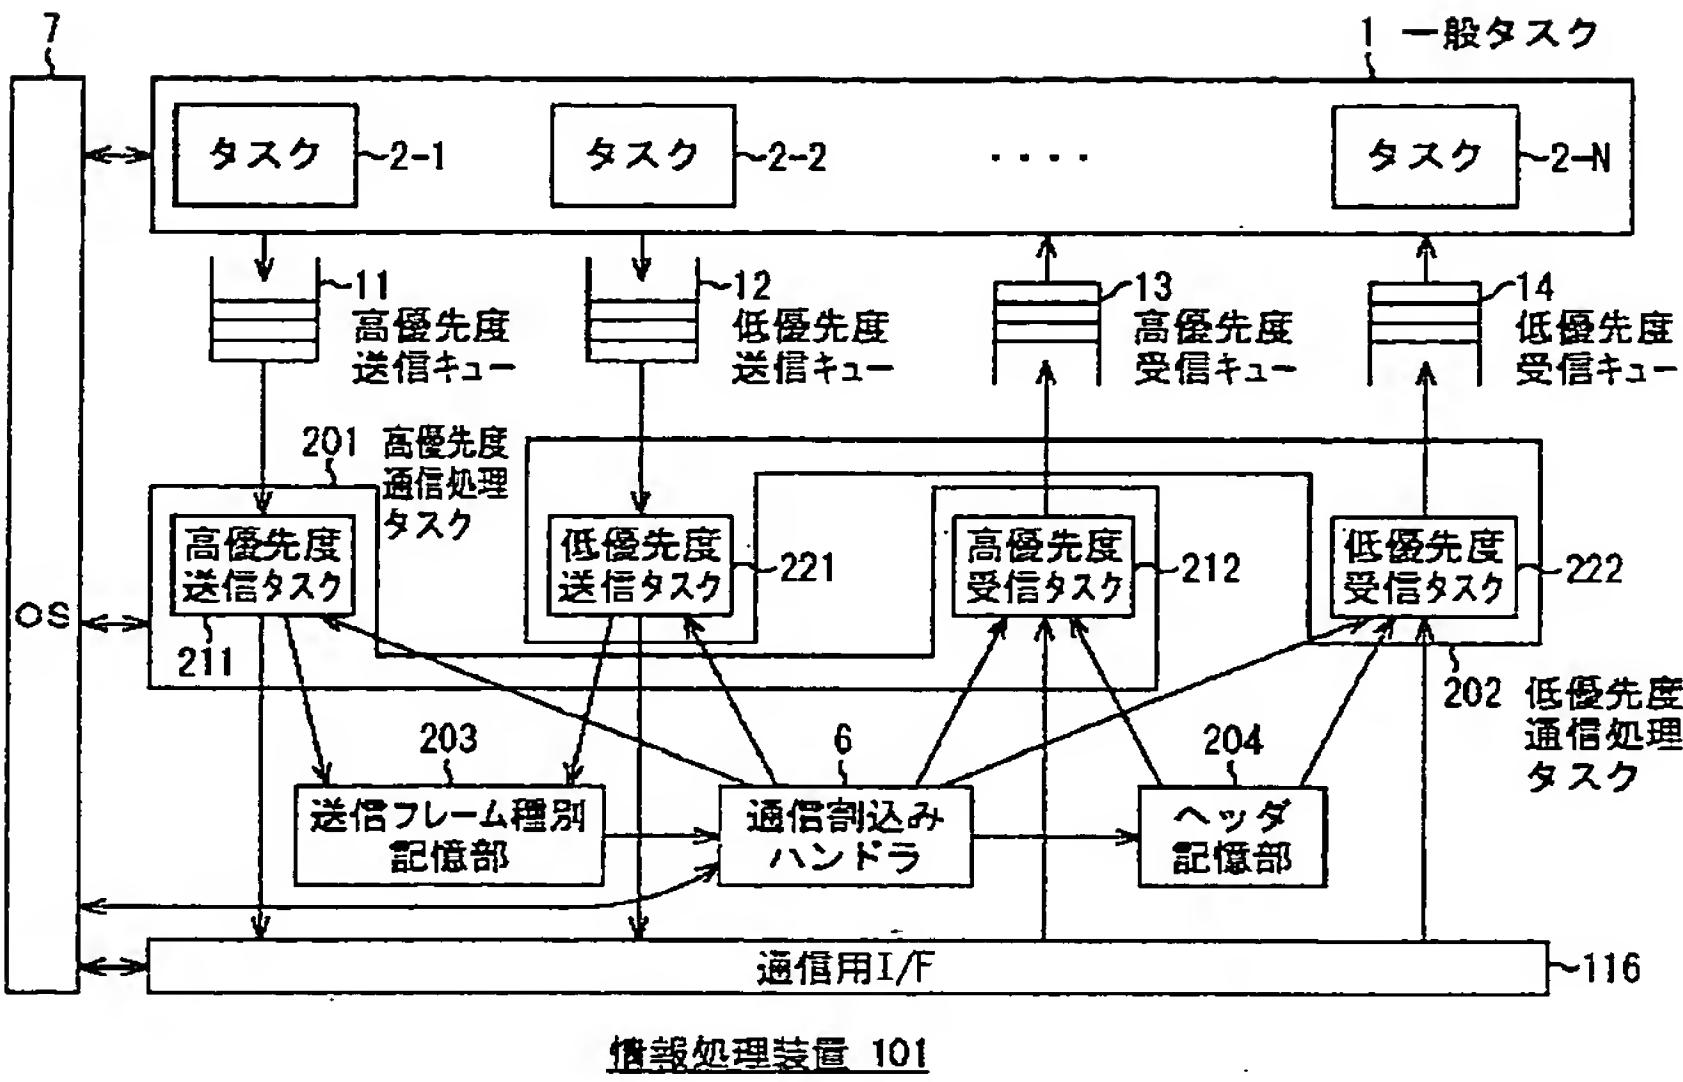 7
1 一般タスク
タスク
2-1
タスク
2-2
・・・・
タスク
2-N
11
高優先度
送信キュー
12
低優先度
送信キュー
13
高優先度
受信キュー
14
低優先度
受信キュー
201 高優先度
通信処理
タスク
高優先度
送信タスク
211
低優先度
送信タスク
221
高優先度
受信タスク
212
低優先度
受信タスク
222
OS
202 低優先度
通信処理
タスク
203
送信フレーム種別
記憶部
6
通信割込み
ハンドラ
204
ヘッダ
記憶部
通信用I/F
116
情報処理装置 101